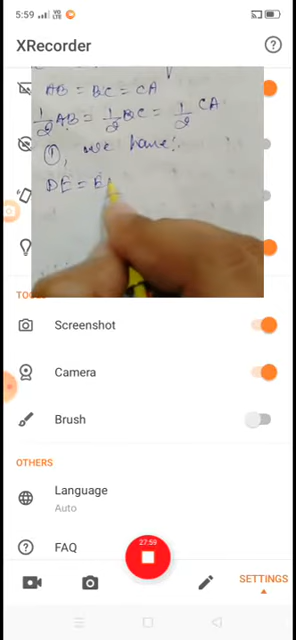 5:59
XRecorder
AB = BC = CA
1/2 AB = 1/2 BC = 1/2 CA
①, we have:
DE = E
Screenshot
Camera
Brush
OTHERS
Language
Auto
FAQ
27:59
SETTINGS